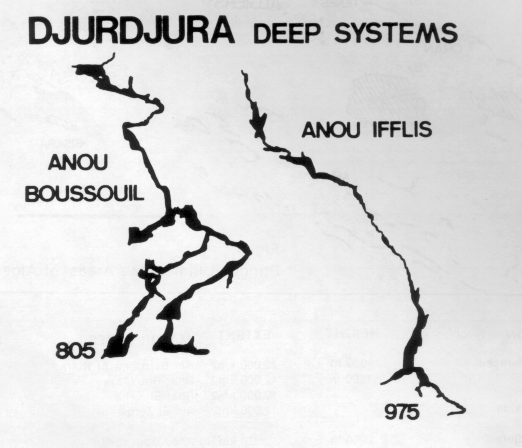 DJURDJURA DEEP SYSTEMS
ANOU IFFLIS
ANOU
BOUSSOUIL
805
975